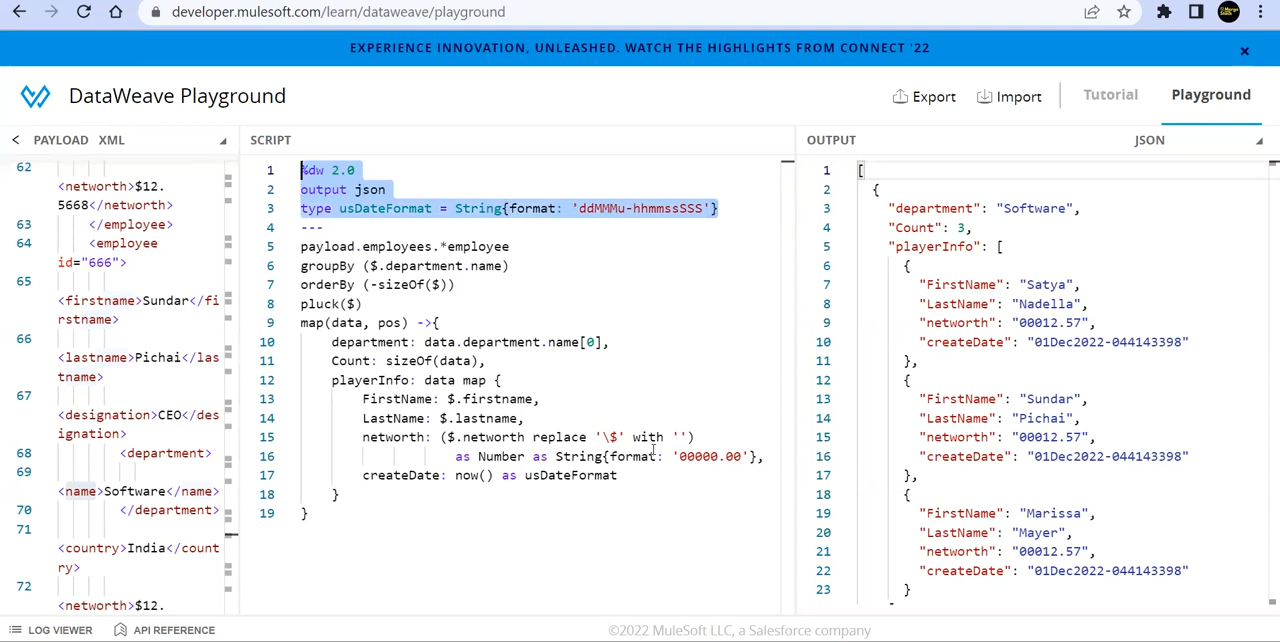 developer.mulesoft.com/learn/dataweave/playground
EXPERIENCE INNOVATION, UNLEASHED. WATCH THE HIGHLIGHTS FROM CONNECT '22
DataWeave Playground
Export
Import
Tutorial
Playground
PAYLOAD XML
62
<networth>$12.
5668</networth>
63 </employee>
64 <employee
id="666">
65
<firstname>Sundar</fi
rstname>
66
<lastname>Pichai</las
tname>
67
<designation>CEO</des
ignation>
68 <department>
69
<name>Software</name>
70 </department>
71
<country>India</count
ry>
72
<networth>$12.
SCRIPT
1 %dw 2.0
2 output json
3 type usDateFormat = String{format: 'ddMMMu-hhmmssSSS'}
4 ---
5 payload.employees.*employee
6 groupBy ($.department.name)
7 orderBy (-sizeOf($))
8 pluck($)
9 map(data, pos) ->{
10 department: data.department.name[0],
11 Count: sizeOf(data),
12 playerInfo: data map {
13 FirstName: $.firstname,
14 LastName: $.lastname,
15 networth: ($.networth replace '\$' with '')
16 as Number as String{format: '00000.00'},
17 createDate: now() as usDateFormat
18 }
19 }
OUTPUT JSON
1 [
2 {
3 "department": "Software",
4 "Count": 3,
5 "playerInfo": [
6 {
7 "FirstName": "Satya",
8 "LastName": "Nadella",
9 "networth": "00012.57",
10 "createDate": "01Dec2022-044143398"
11 },
12 {
13 "FirstName": "Sundar",
14 "LastName": "Pichai",
15 "networth": "00012.57",
16 "createDate": "01Dec2022-044143398"
17 },
18 {
19 "FirstName": "Marissa",
20 "LastName": "Mayer",
21 "networth": "00012.57",
22 "createDate": "01Dec2022-044143398"
23 }
LOG VIEWER
API REFERENCE
©2022 MuleSoft LLC, a Salesforce company